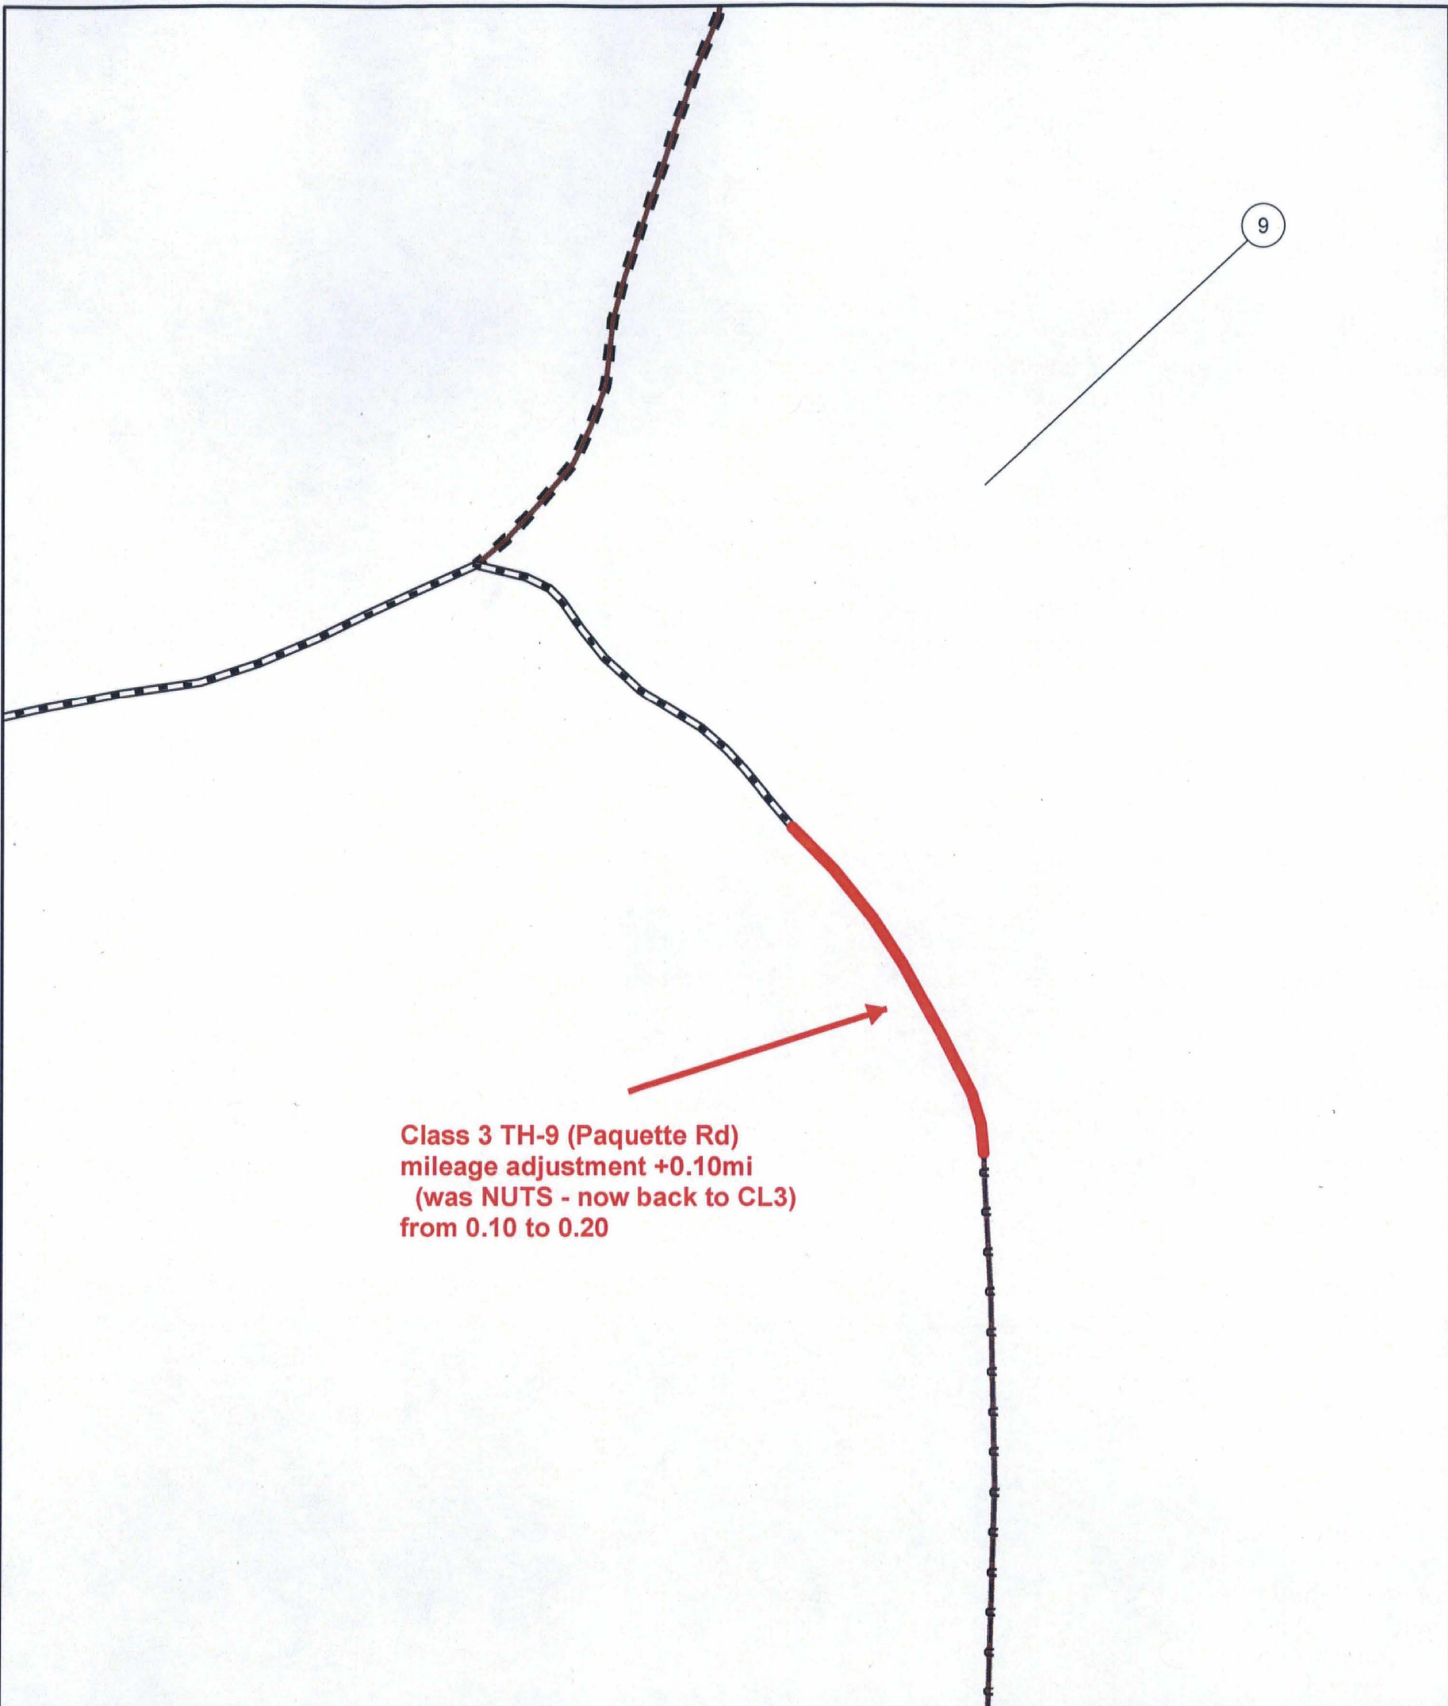 9
Class 3 TH-9 (Paquette Rd)
mileage adjustment +0.10mi
(was NUTS - now back to CL3)
from 0.10 to 0.20